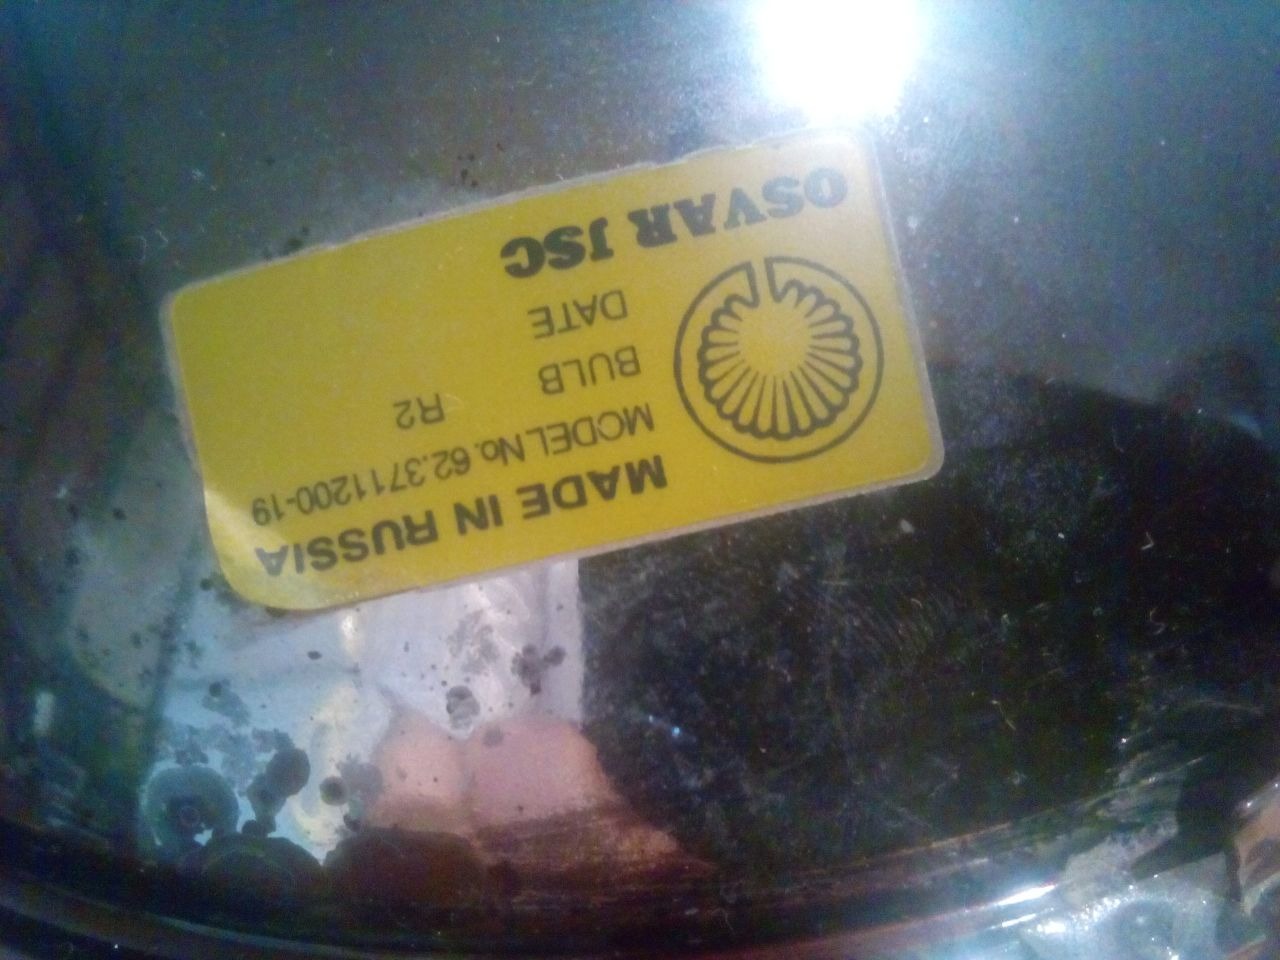 OSVAR JSC
DATE
BULB R2
MODEL No. 62.3711200-19
MADE IN RUSSIA